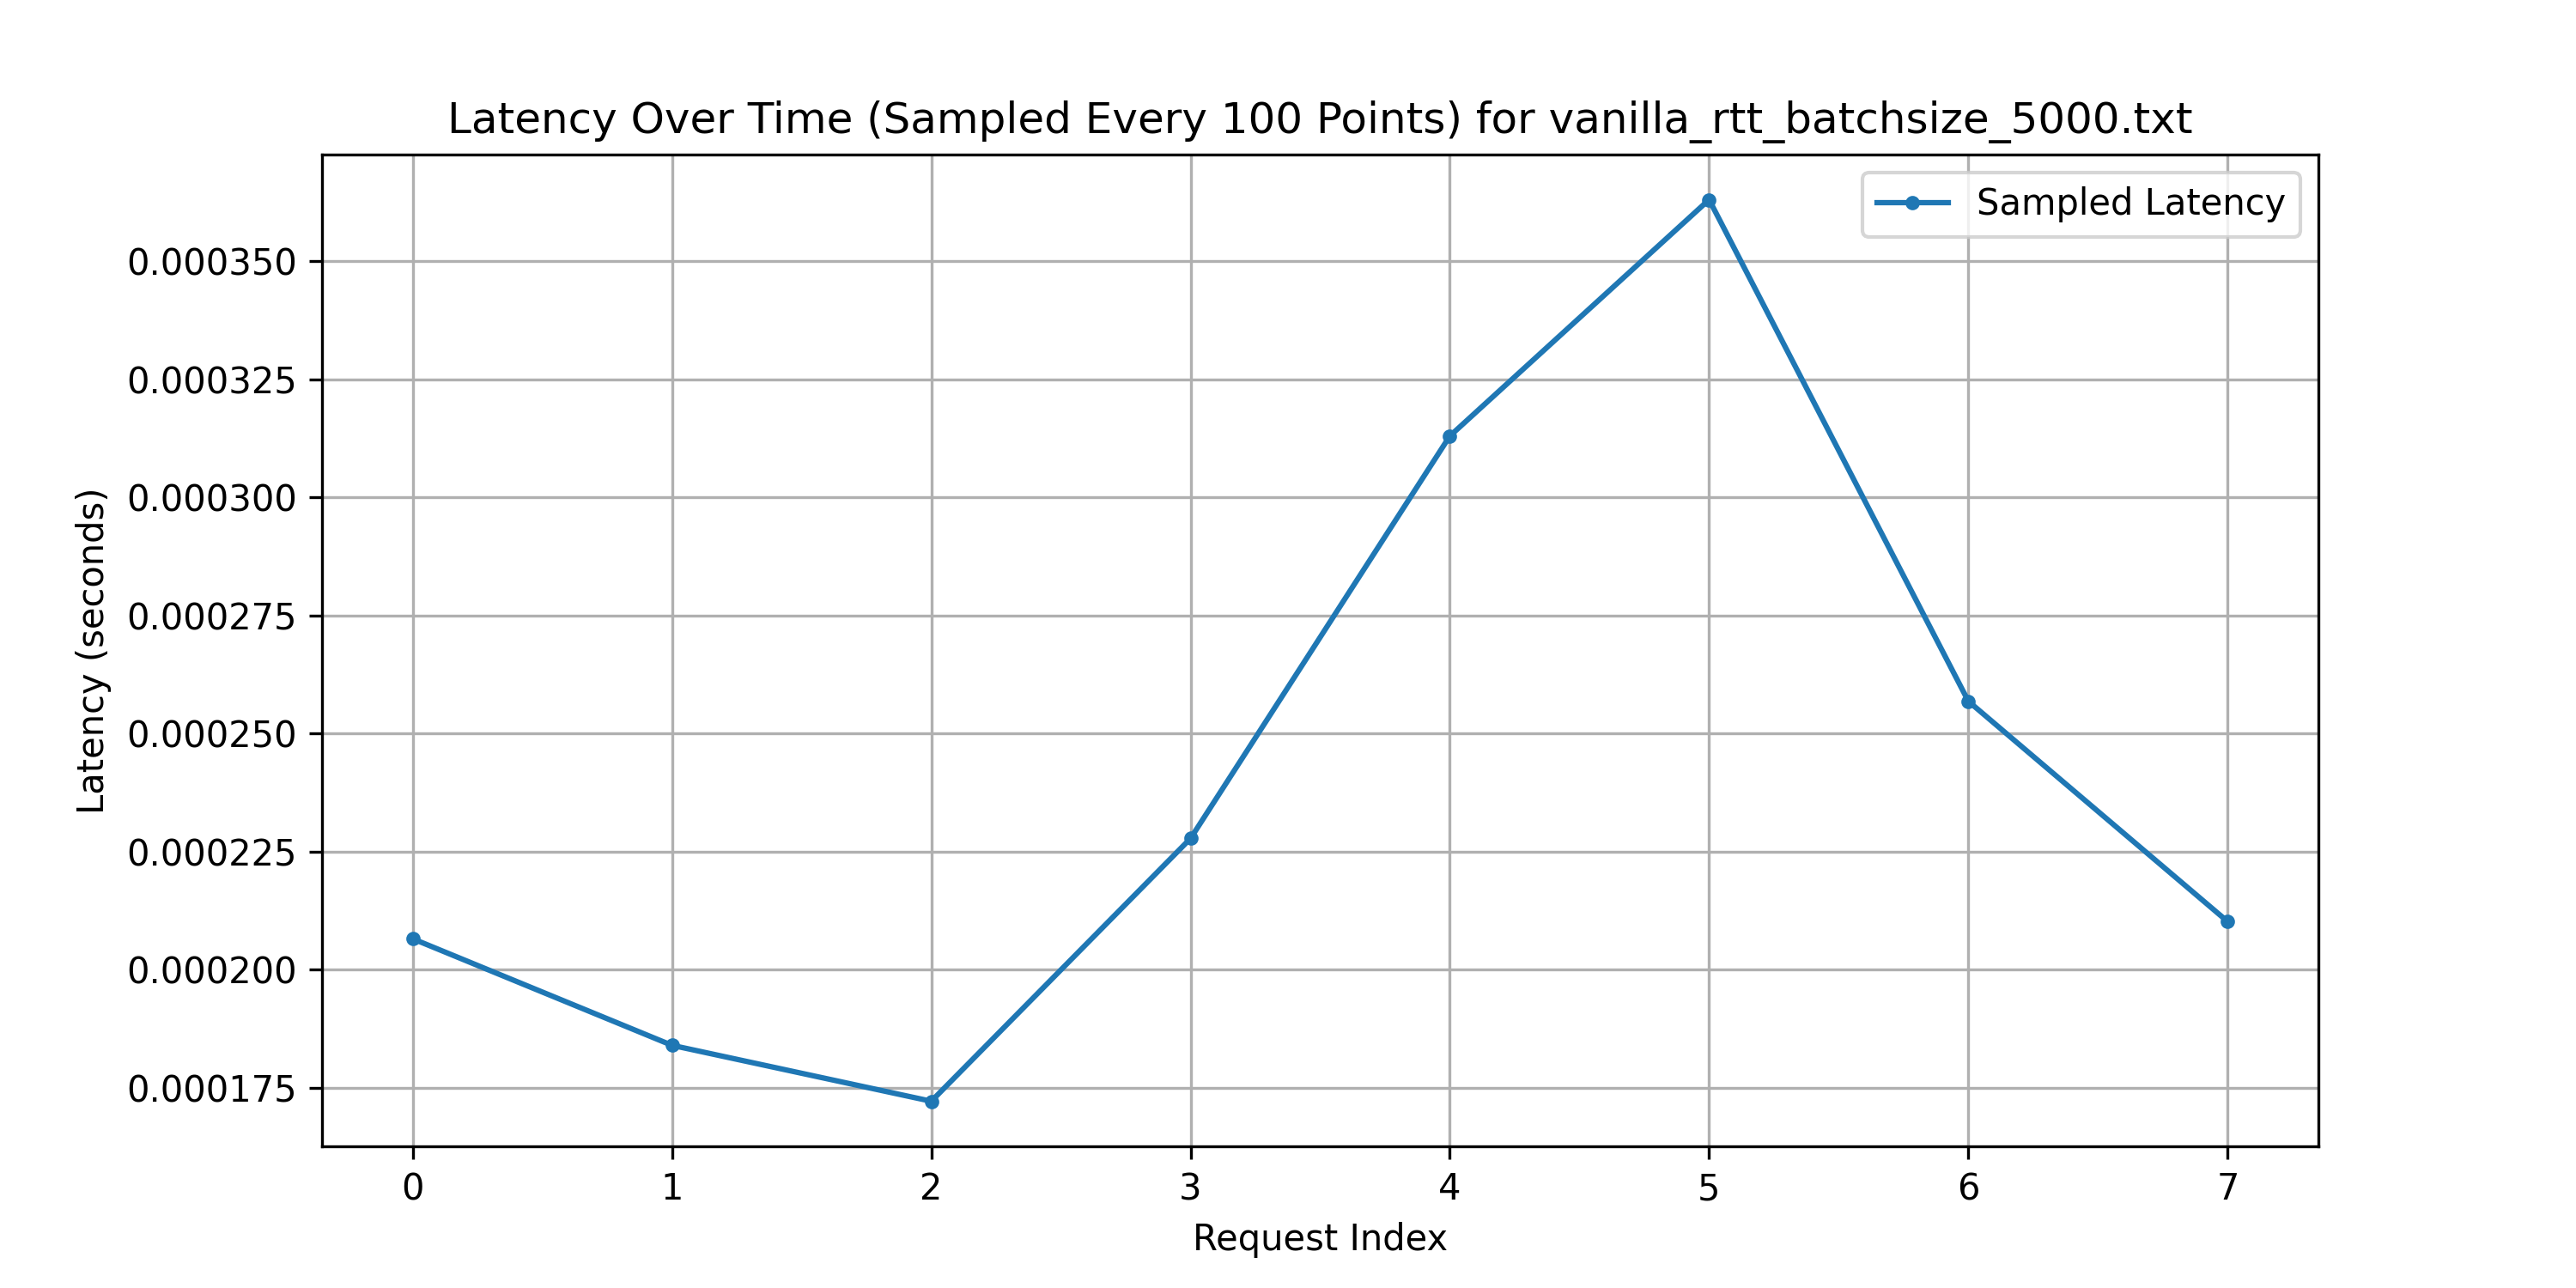 Latency Over Time (Sampled Every 100 Points) for vanilla_rtt_batchsize_5000.txt
Sampled Latency
Latency (seconds)
0.000350
0.000325
0.000300
0.000275
0.000250
0.000225
0.000200
0.000175
0 1 2 3 4 5 6 7
Request Index